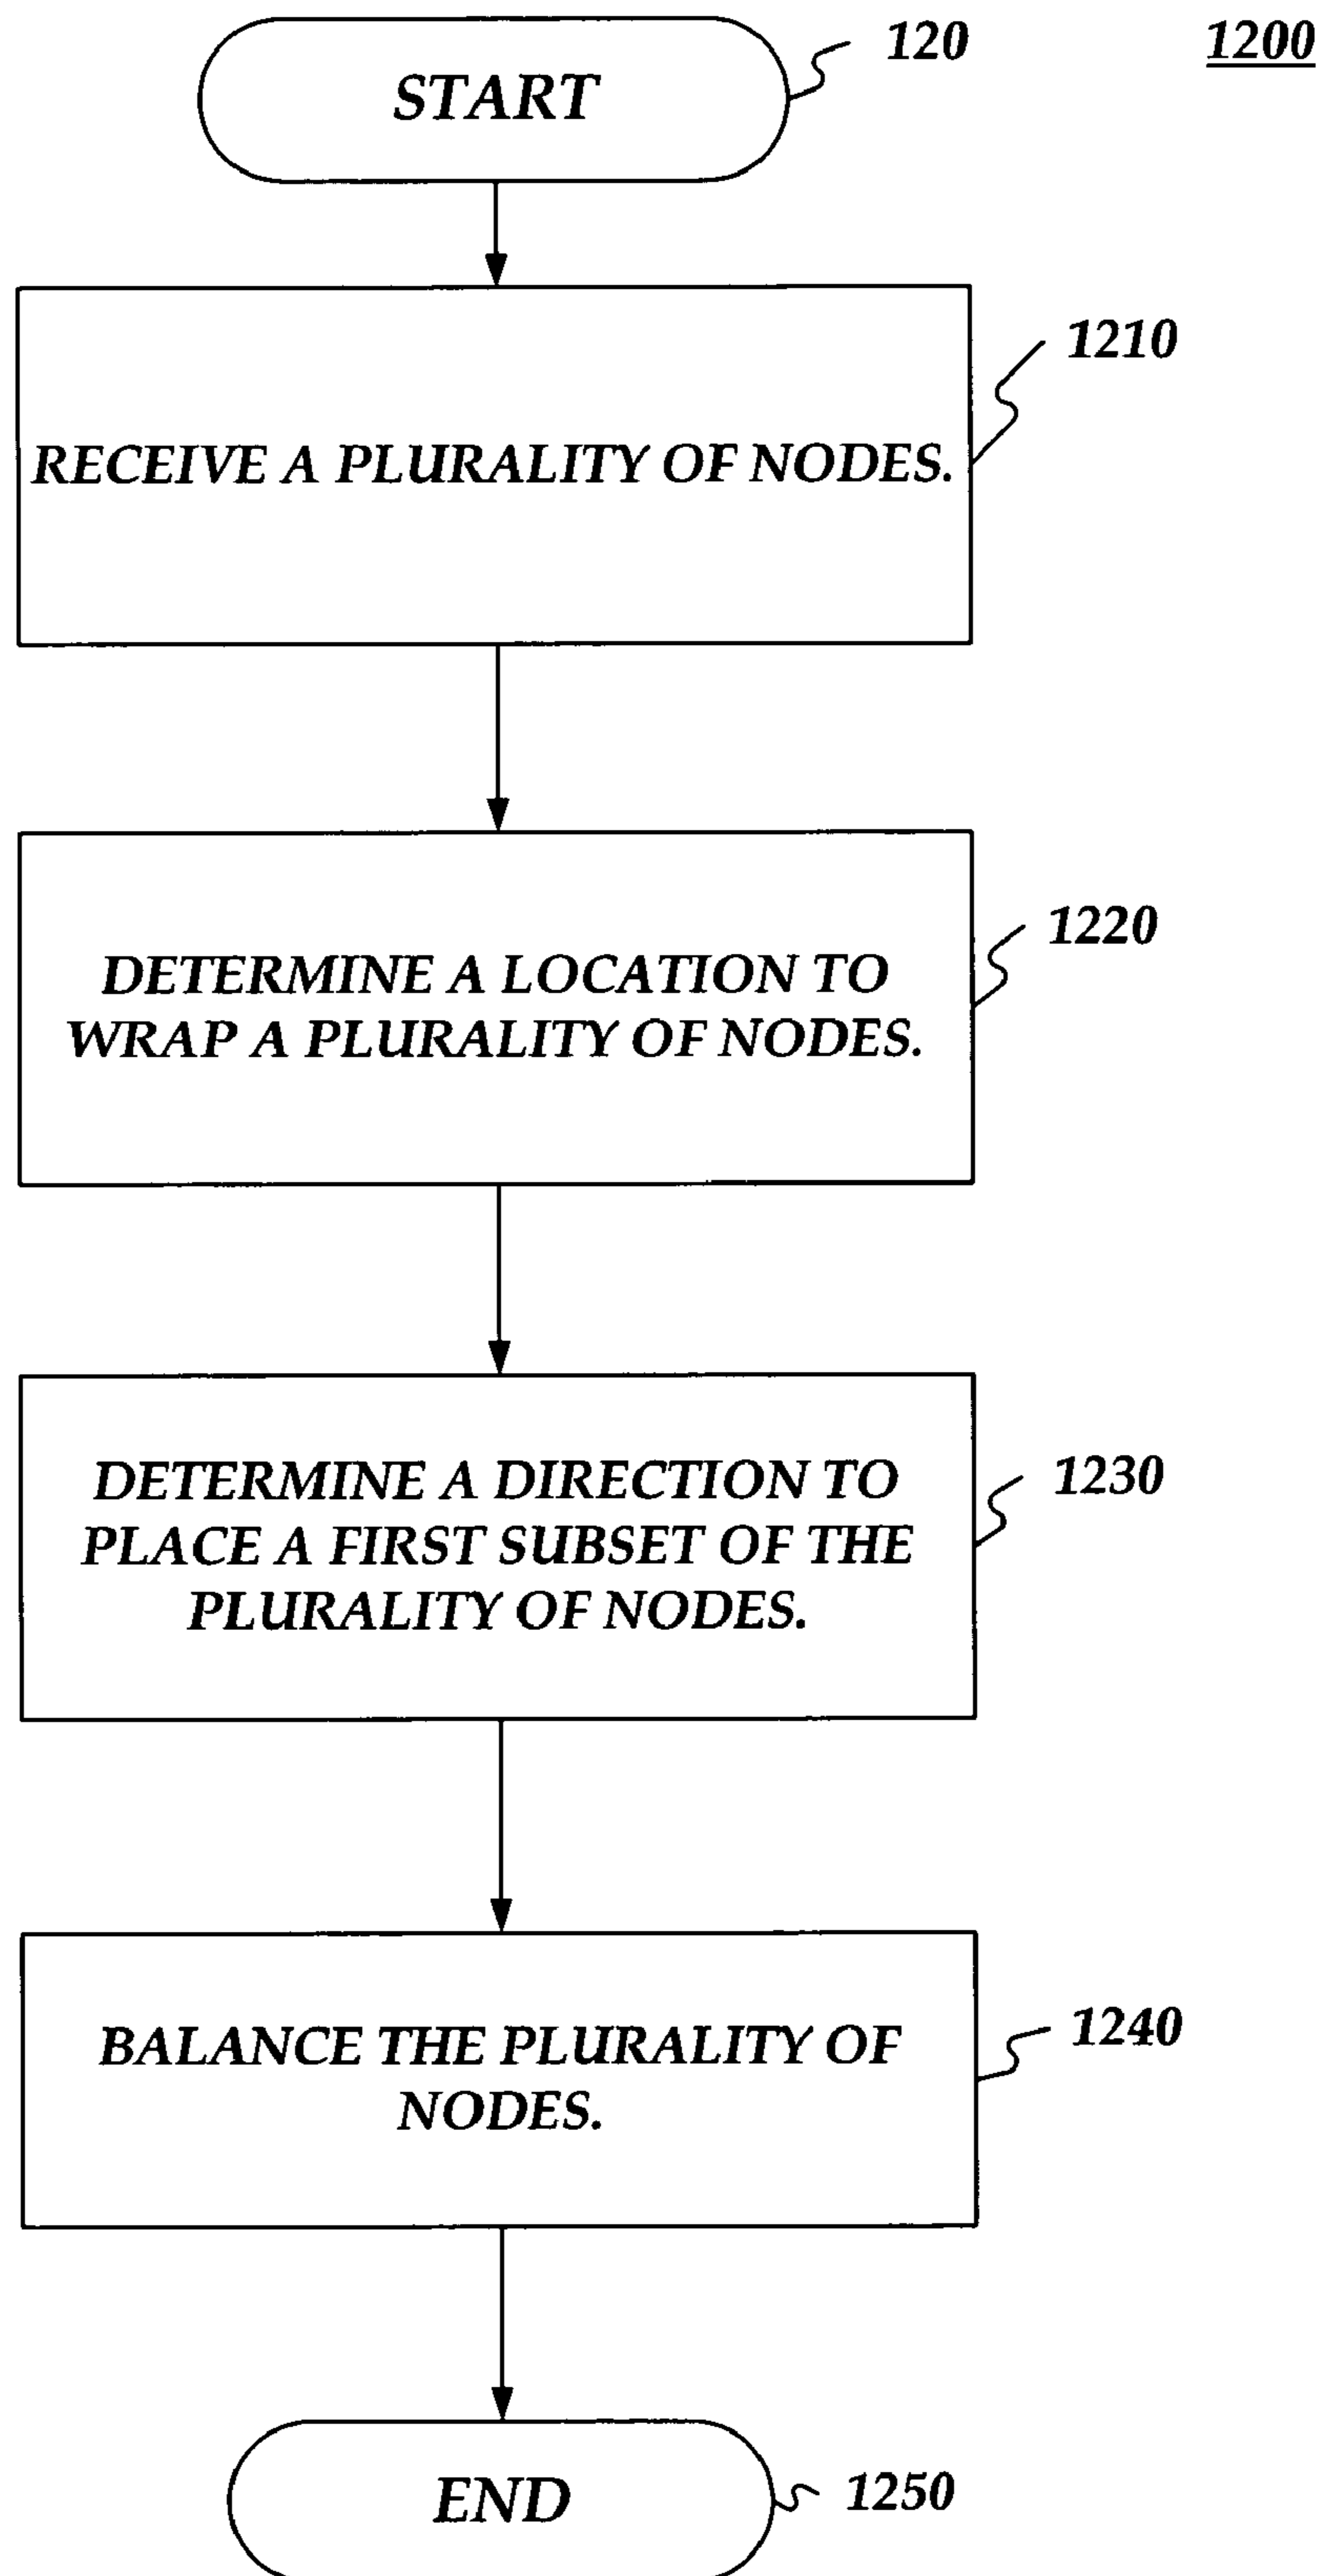 120
1200
START
1210
RECEIVE A PLURALITY OF NODES.
1220
DETERMINE A LOCATION TO
WRAP A PLURALITY OF NODES.
1230
DETERMINE A DIRECTION TO
PLACE A FIRST SUBSET OF THE
PLURALITY OF NODES.
1240
BALANCE THE PLURALITY OF
NODES.
1250
END